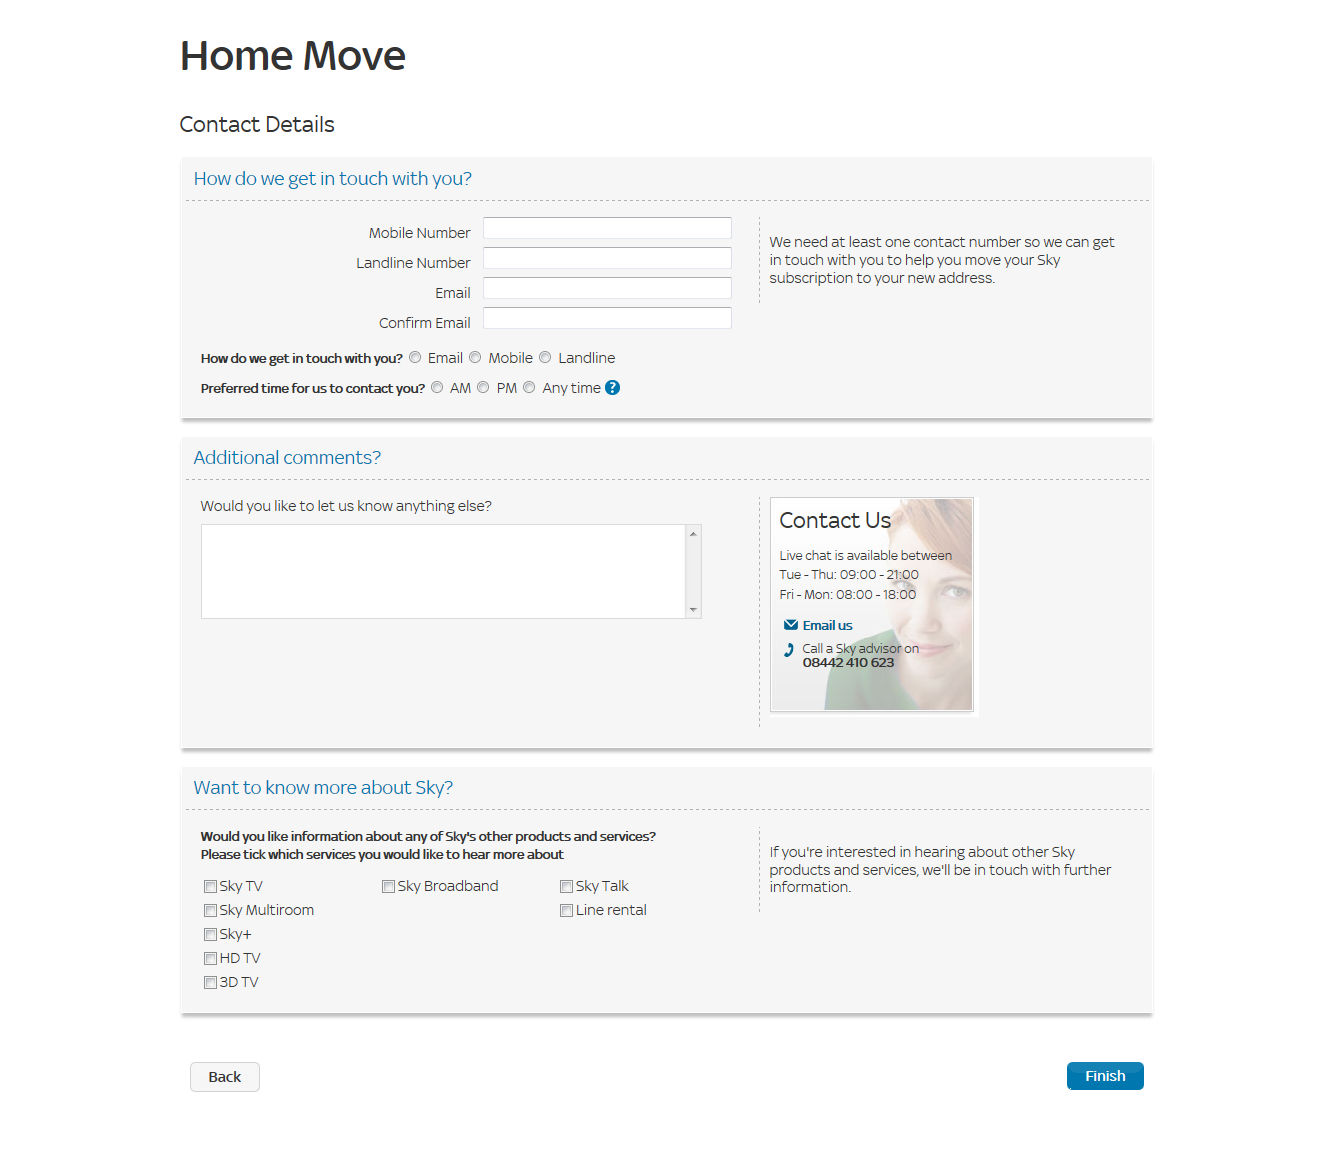 Home Move
Contact Details
How do we get in touch with you?
Mobile Number
Landline Number
Email
Confirm Email
We need at least one contact number so we can get
in touch with you to help you move your Sky
subscription to your new address.
How do we get in touch with you? Email Mobile Landline
Preferred time for us to contact you? AM PM Any time ?
Additional comments?
Would you like to let us know anything else?
Contact Us
Live chat is available between
Tue - Thu: 09:00 - 21:00
Fri - Mon: 08:00 - 18:00
Email us
Call a Sky advisor on
08442 410 623
Want to know more about Sky?
Would you like information about any of Sky's other products and services?
Please tick which services you would like to hear more about
Sky TV Sky Broadband Sky Talk
Sky Multiroom Line rental
Sky+
HD TV
3D TV
If you're interested in hearing about other Sky
products and services, we'll be in touch with further
information.
Back Finish